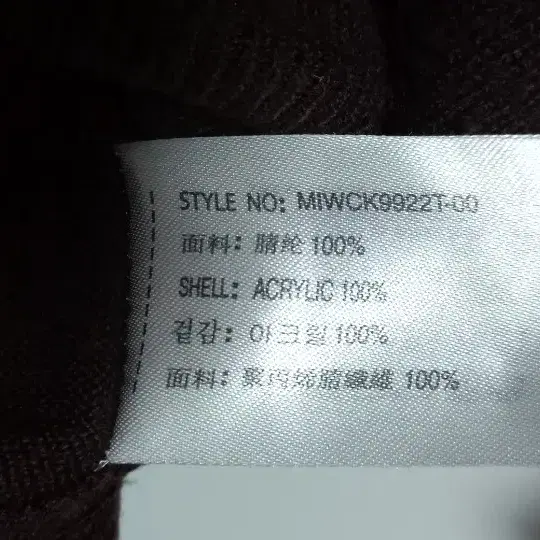 STYLE NO: MIWCK9922T-00
面料: 腈纶 100%
SHELL: ACRYLIC 100%
겉감: 아크릴 100%
面料: 聚丙烯腈纖維 100%